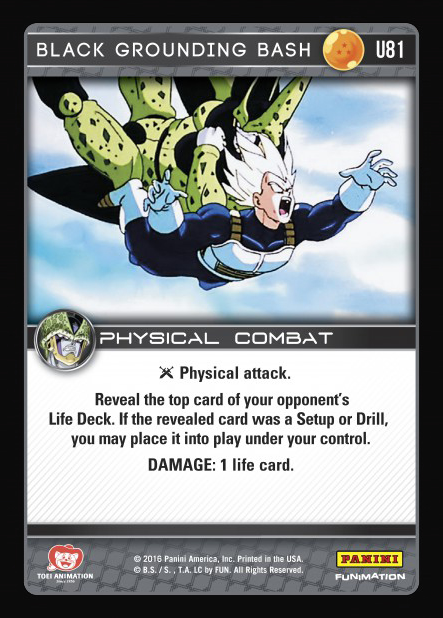 BLACK GROUNDING BASH U81
PHYSICAL COMBAT
Physical attack.
Reveal the top card of your opponent's
Life Deck. If the revealed card was a Setup or Drill,
you may place it into play under your control.
DAMAGE: 1 life card.
TOEI ANIMATION
Since 1956
© 2016 Panini America, Inc. Printed in the USA.
© B.S. / S. , T.A. LC by FUN. All Rights Reserved.
PANINI
FUNIMATION